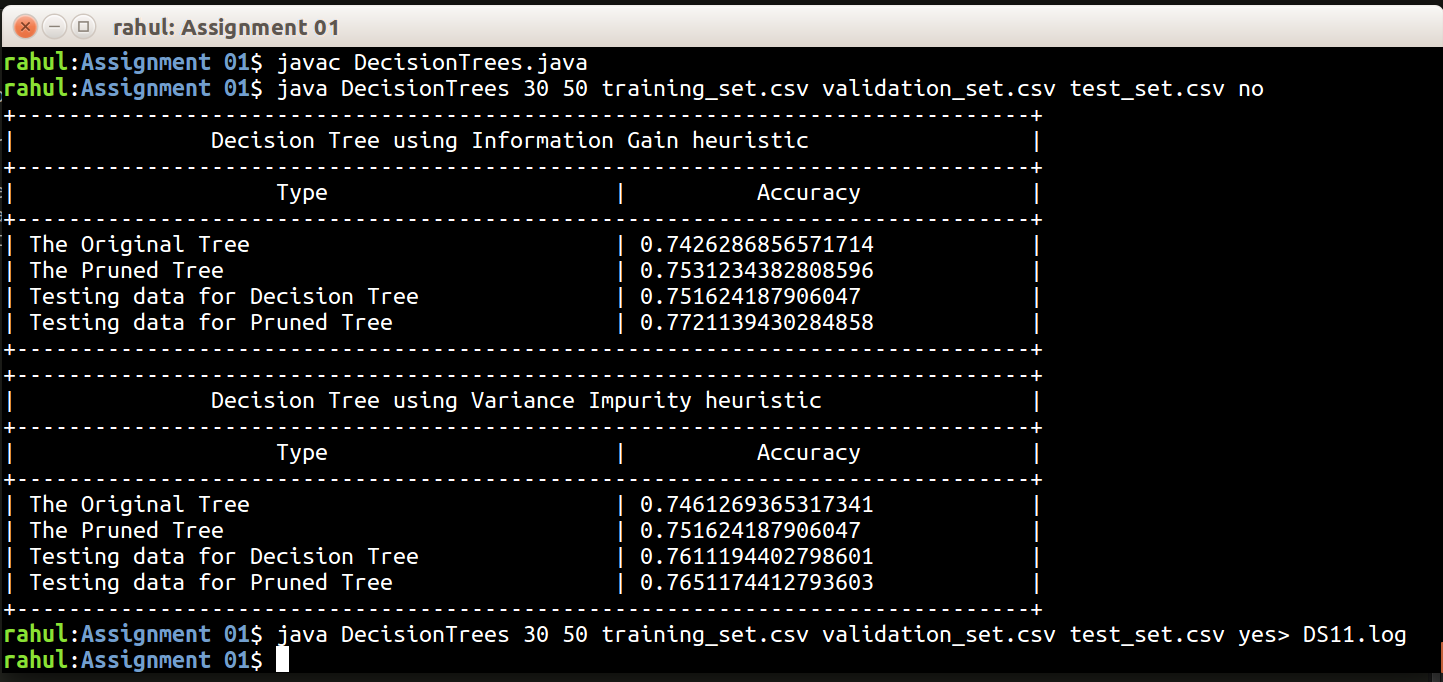 rahul: Assignment 01
rahul:Assignment 01$ javac DecisionTrees.java
rahul:Assignment 01$ java DecisionTrees 30 50 training_set.csv validation_set.csv test_set.csv no
+------------------------------------------------------------------------------+
| Decision Tree using Information Gain heuristic |
+------------------------------------------------------------------------------+
| Type | Accuracy |
+------------------------------------------------------------------------------+
| The Original Tree | 0.7426286856571714 |
| The Pruned Tree | 0.7531234382808596 |
| Testing data for Decision Tree | 0.751624187906047 |
| Testing data for Pruned Tree | 0.7721139430284858 |
+------------------------------------------------------------------------------+
+------------------------------------------------------------------------------+
| Decision Tree using Variance Impurity heuristic |
+------------------------------------------------------------------------------+
| Type | Accuracy |
+------------------------------------------------------------------------------+
| The Original Tree | 0.7461269365317341 |
| The Pruned Tree | 0.751624187906047 |
| Testing data for Decision Tree | 0.7611194402798601 |
| Testing data for Pruned Tree | 0.7651174412793603 |
+------------------------------------------------------------------------------+
rahul:Assignment 01$ java DecisionTrees 30 50 training_set.csv validation_set.csv test_set.csv yes> DS11.log
rahul:Assignment 01$